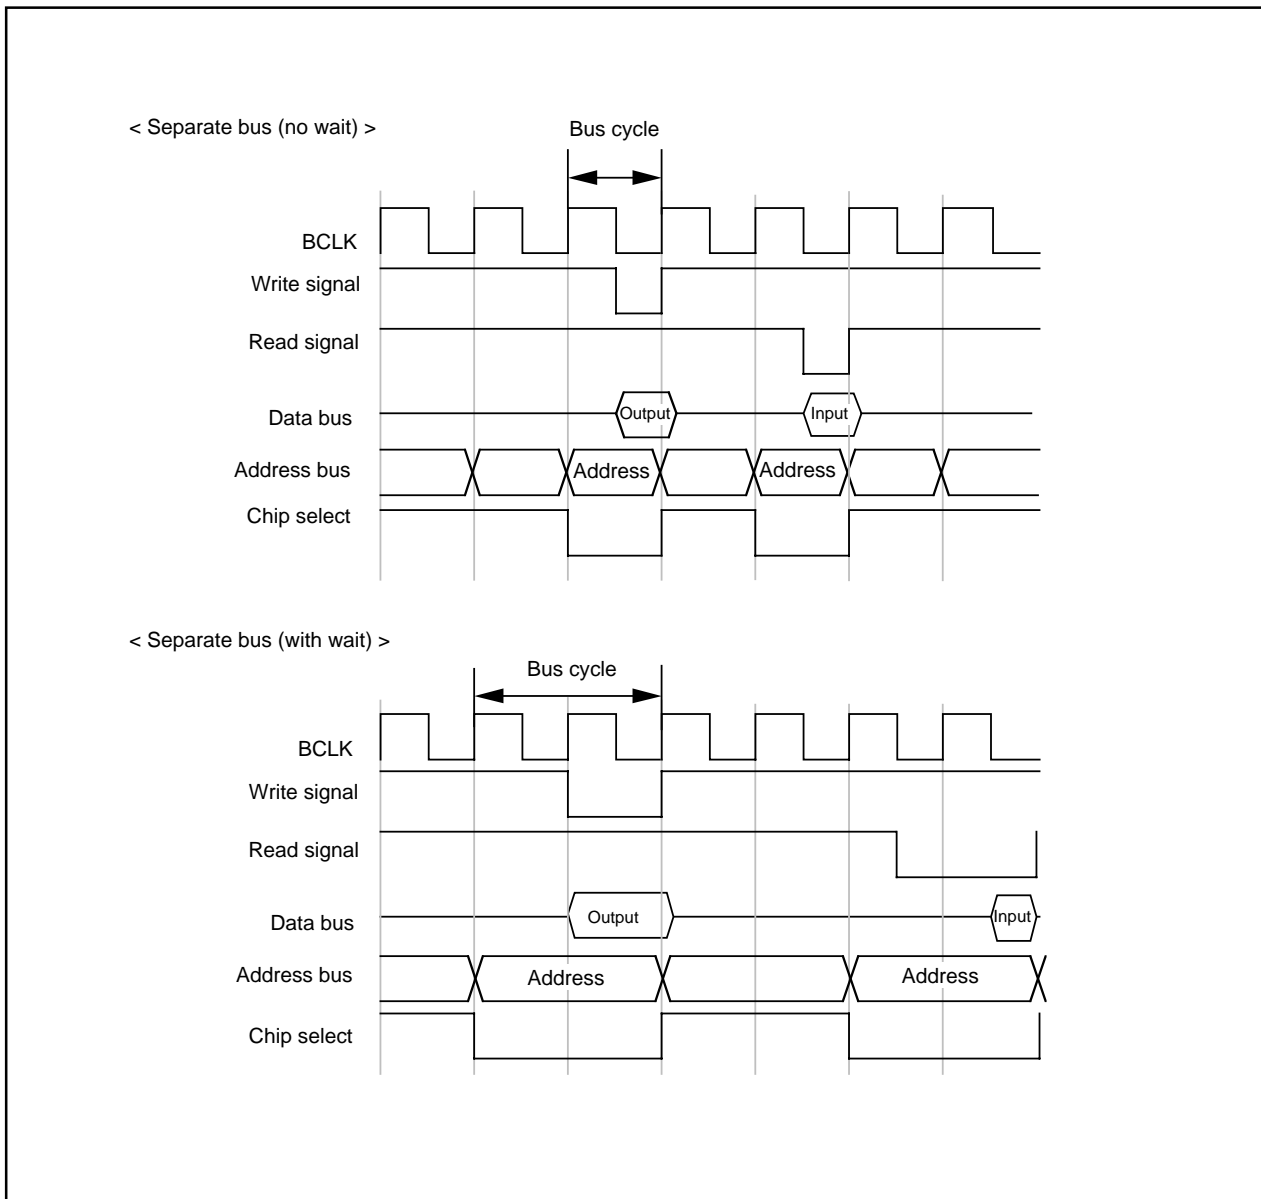 < Separate bus (no wait) >
Bus cycle
BCLK
Write signal
Read signal
Data bus
Output
Input
Address bus
Address
Address
Chip select
< Separate bus (with wait) >
Bus cycle
BCLK
Write signal
Read signal
Data bus
Output
Input
Address bus
Address
Address
Chip select